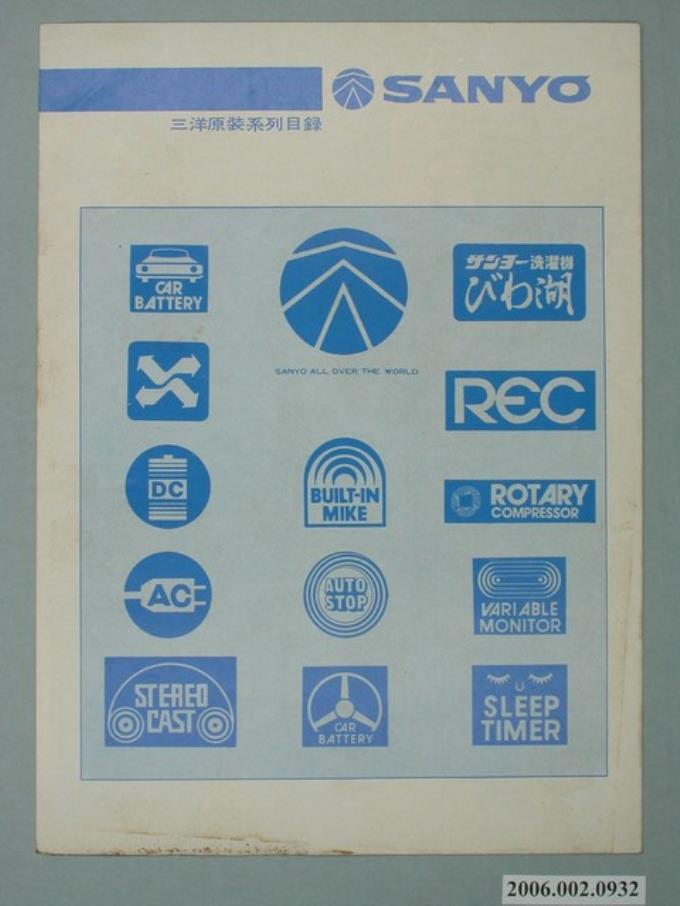 SANYO
三洋原裝系列目錄
CAR
BATTERY
SANYO ALL OVER THE WORLD
サンヨー洗濯機
びわ湖
REC
DC
BUILT-IN
MIKE
ROTARY
COMPRESSOR
AC
AUTO
STOP
VARIABLE
MONITOR
STEREO
CAST
CAR
BATTERY
SLEEP
TIMER
2006.002.0932